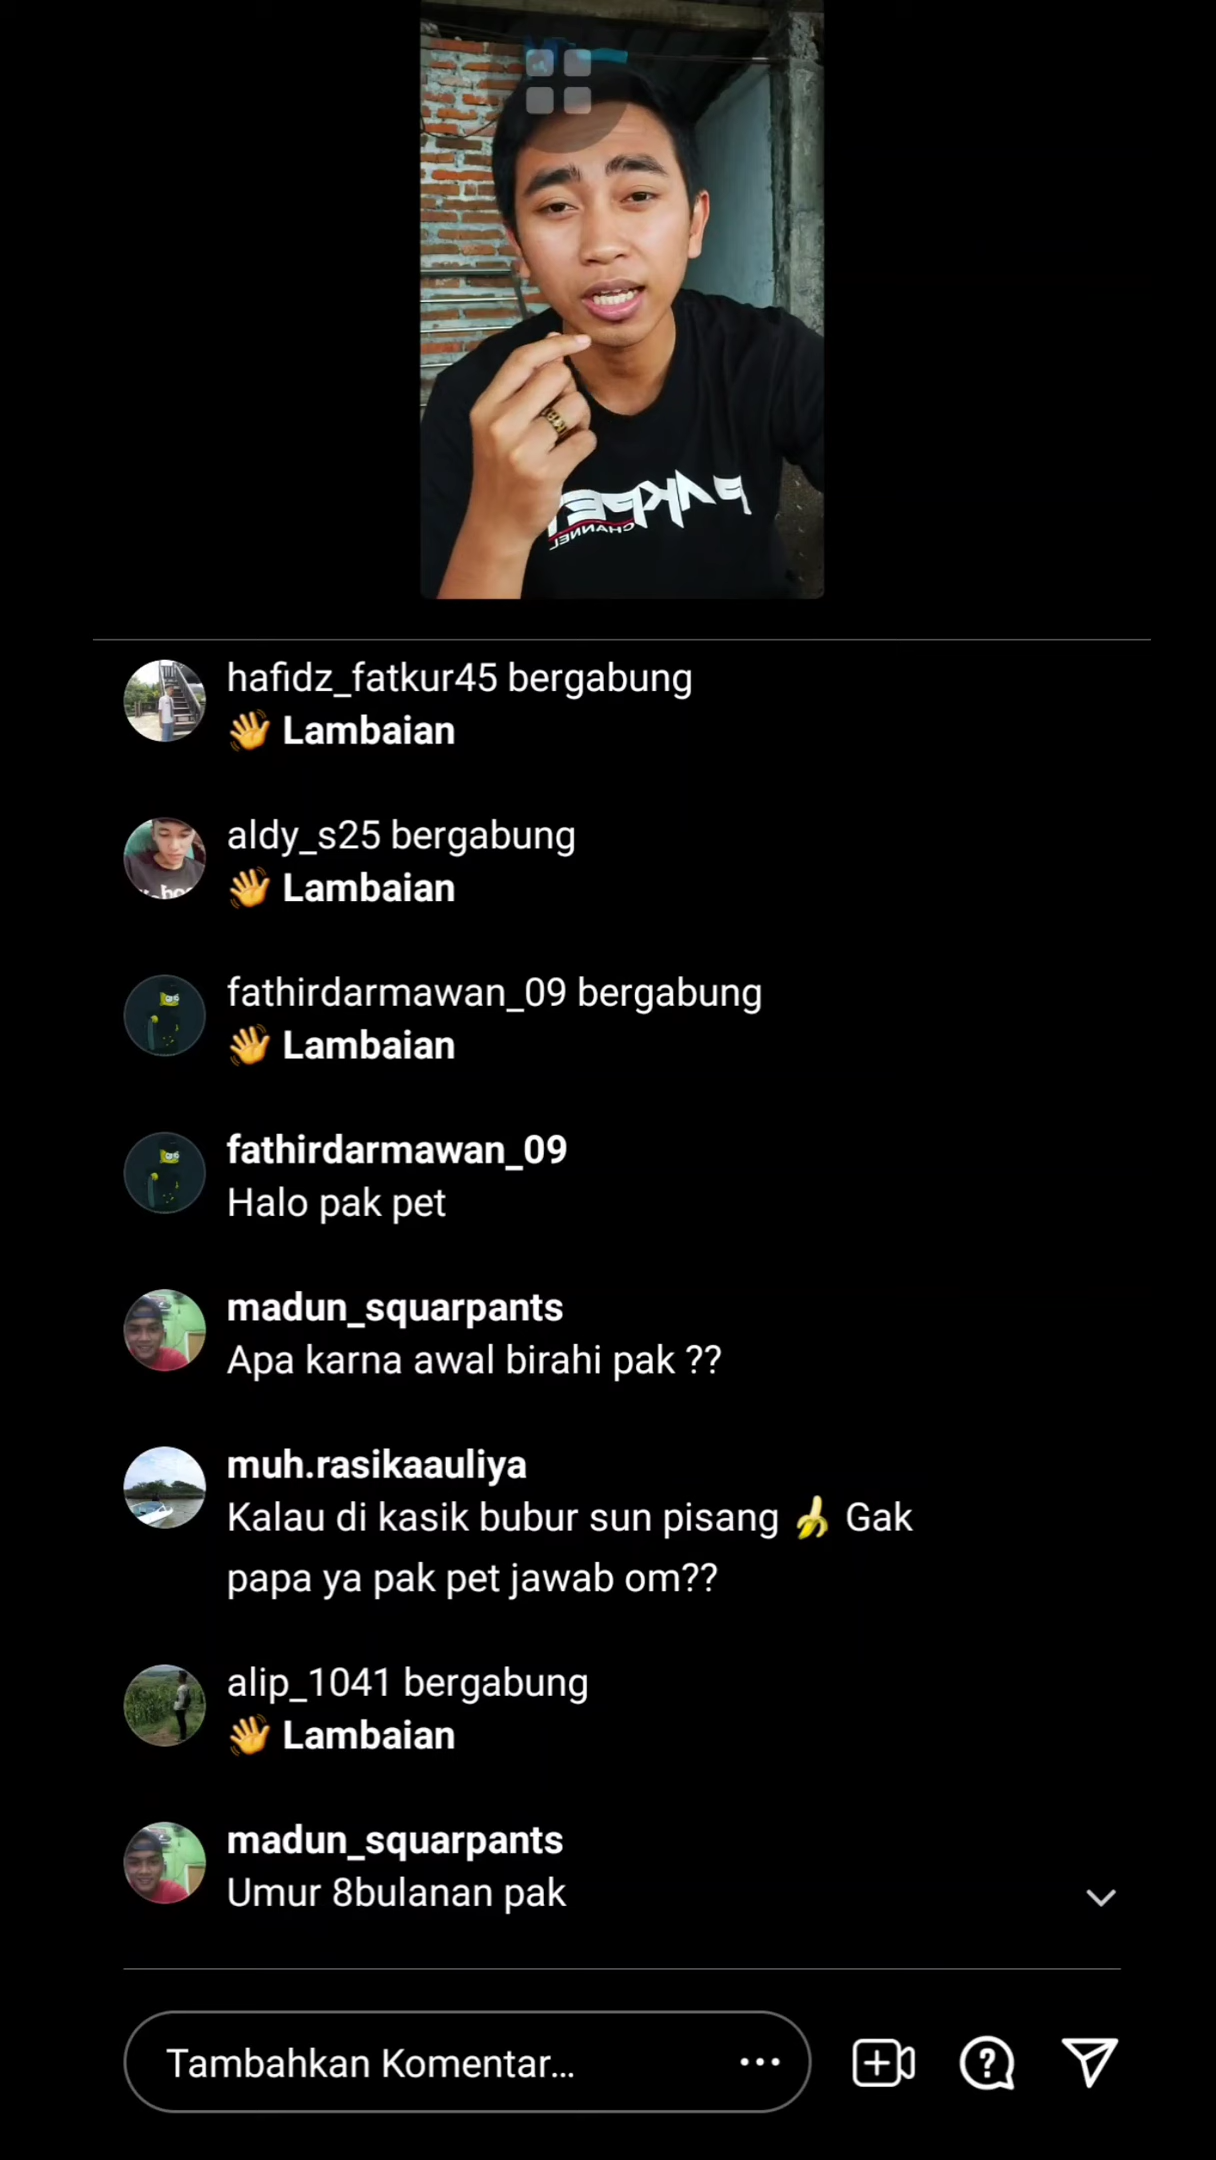 PAKPET
CHANNEL
hafidz_fatkur45 bergabung
👋 Lambaian
aldy_s25 bergabung
👋 Lambaian
fathirdarmawan_09 bergabung
👋 Lambaian
fathirdarmawan_09
Halo pak pet
madun_squarpants
Apa karna awal birahi pak ??
muh.rasikaauliya
Kalau di kasik bubur sun pisang 🍌 Gak
papa ya pak pet jawab om??
alip_1041 bergabung
👋 Lambaian
madun_squarpants
Umur 8bulanan pak
Tambahkan Komentar...